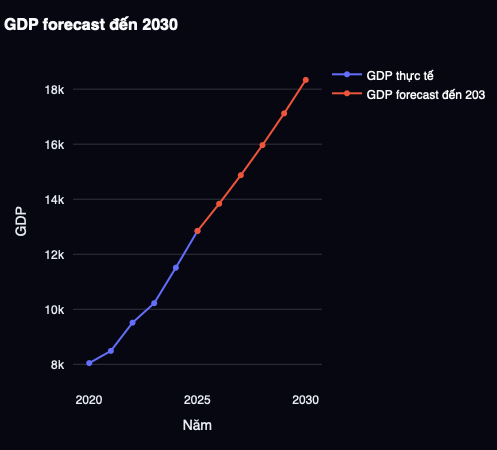 GDP forecast đến 2030
GDP thực tế
GDP forecast đến 203
18k
16k
14k
12k
10k
8k
GDP
2020
2025
2030
Năm